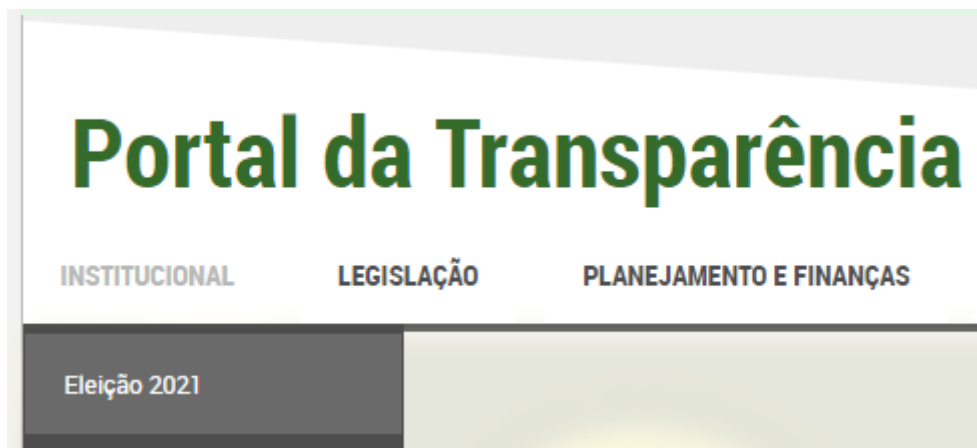 Portal da Transparência
INSTITUCIONAL LEGISLAÇÃO PLANEJAMENTO E FINANÇAS
Eleição 2021